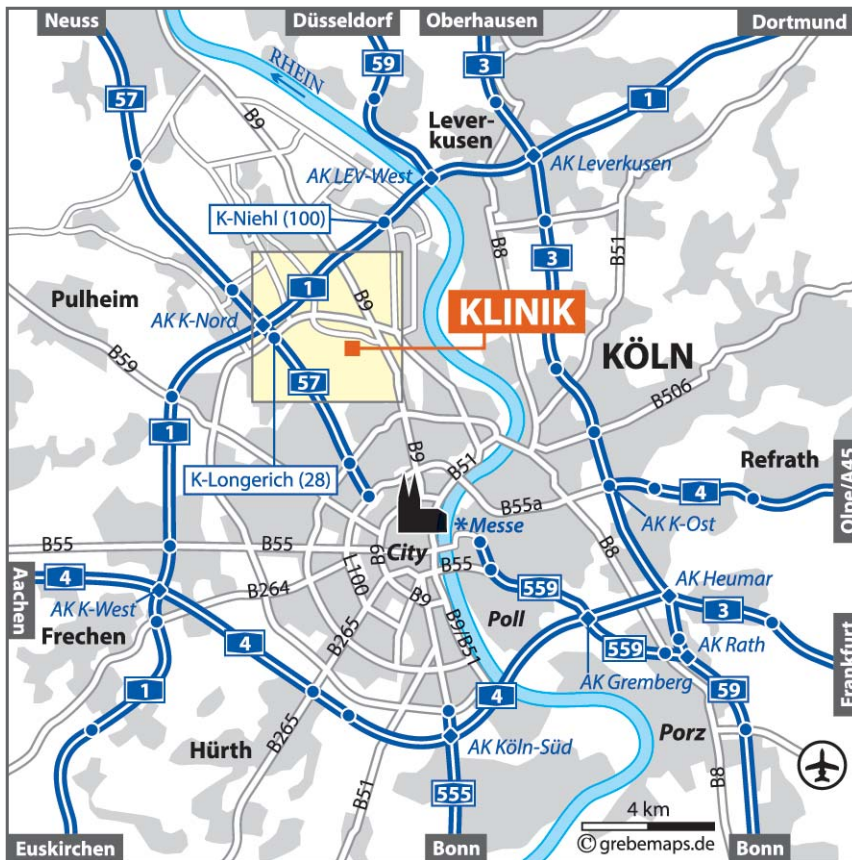 Neuss
Düsseldorf
Oberhausen
Dortmund
59
3
1
57
RHEIN
B9
Lever-
kusen
AK LEV-West
AK Leverkusen
K-Niehl (100)
B8
B51
3
1
B9
Pulheim
AK K-Nord
KLINIK
KÖLN
B59
57
B506
1
B9
B51
Refrath
K-Longerich (28)
4
Olpe/A45
B55a
AK K-Ost
*Messe
B55
B55
City
B9
L100
B55
B8
Aachen
4
AK K-West
B264
B9
559
AK Heumar
3
Frechen
Poll
B9/B51
B265
4
559
AK Rath
Frankfurt
1
4
AK Gremberg
59
Hürth
B265
AK Köln-Süd
Porz
B51
B8
555
4 km
© grebemaps.de
Euskirchen
Bonn
Bonn